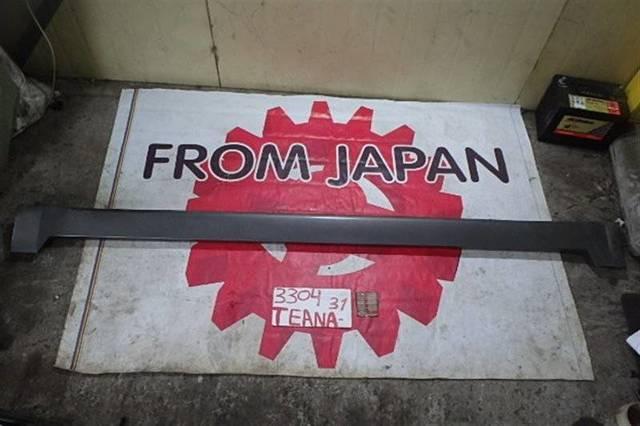 FROM JAPAN
3304 31
TEANA-